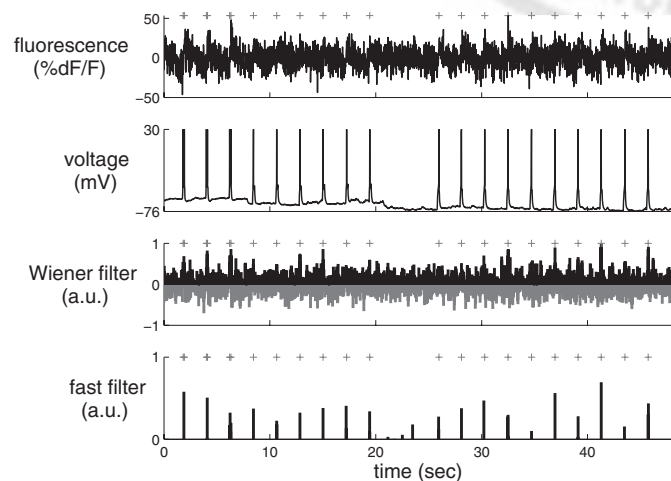 50
fluorescence
(%dF/F)
0
−50
30
voltage
(mV)
−76
1
Wiener filter
(a.u.)
0
−1
1
fast filter
(a.u.)
0
0 10 20 30 40
time (sec)